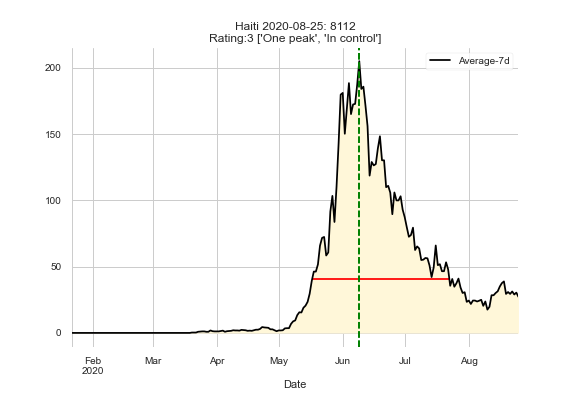 Haiti 2020-08-25: 8112
Rating:3 ['One peak', 'In control']
Average-7d
200
150
100
50
0
Feb Mar Apr May Jun Jul Aug
2020
Date